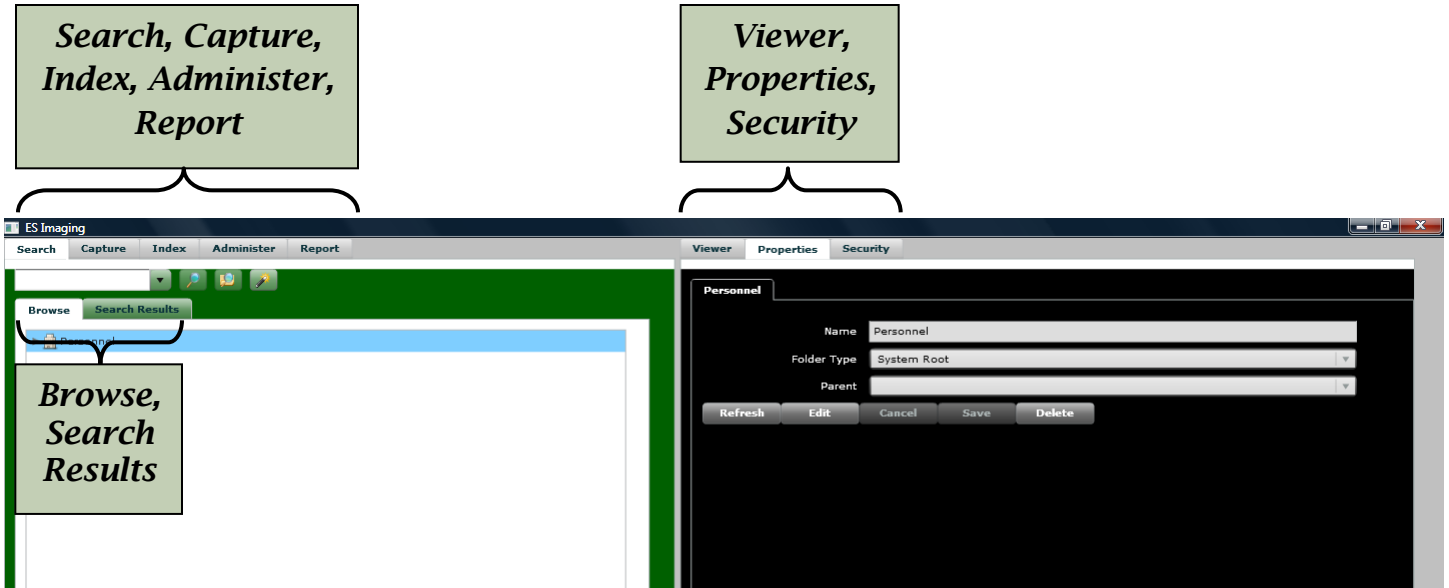 Search, Capture,
Index, Administer,
Report
Viewer,
Properties,
Security
ES Imaging
Search Capture Index Administer Report
Viewer Properties Security
Browse Search Results
Personnel
Browse,
Search
Results
Personnel
Name Personnel
Folder Type System Root
Parent
Refresh Edit Cancel Save Delete